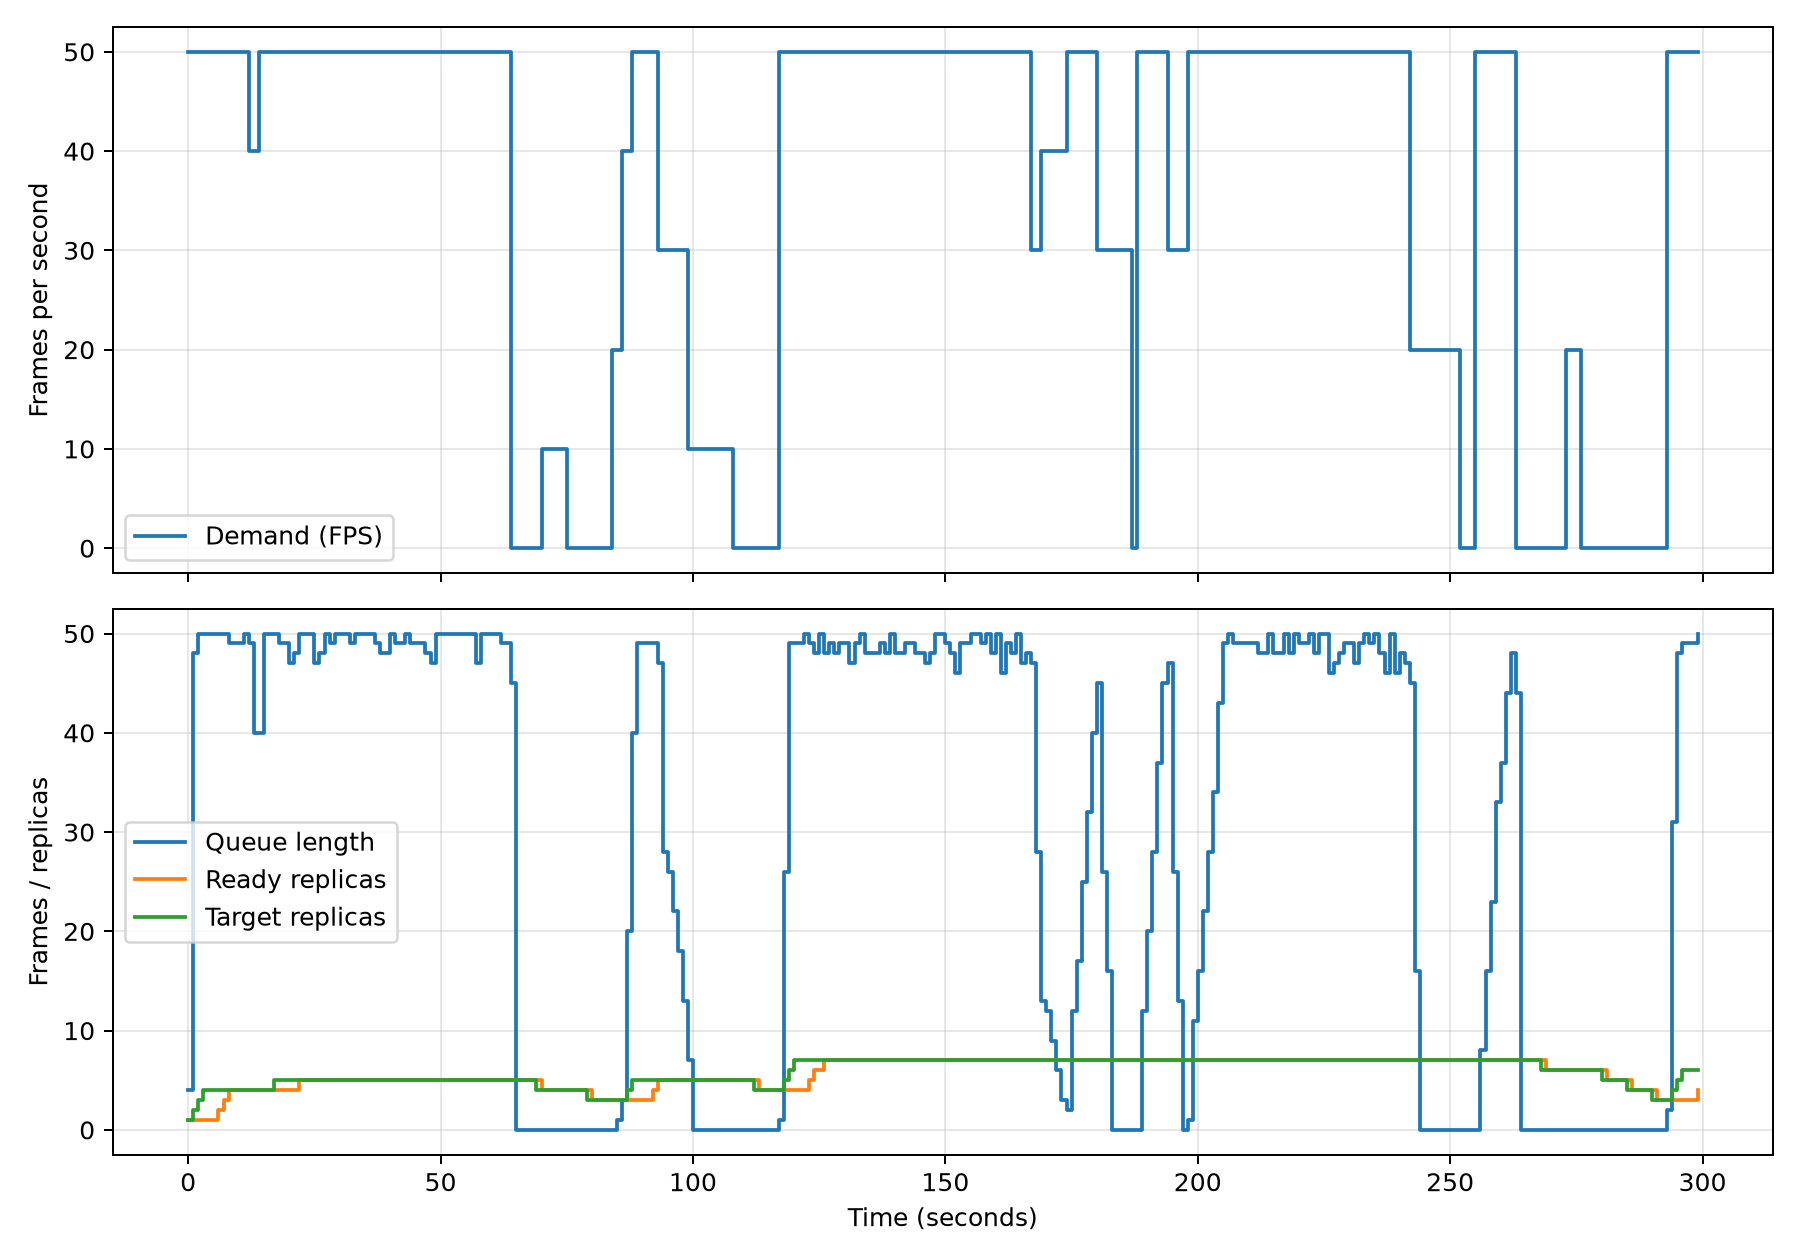 50
40
30
20
10
0
Frames per second
Demand (FPS)
50
40
30
20
10
0
Frames / replicas
Queue length
Ready replicas
Target replicas
0 50 100 150 200 250 300
Time (seconds)